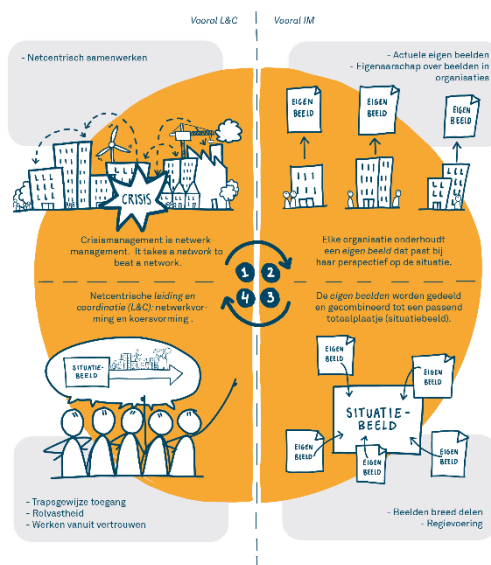 Vooral L&C
Vooral IM
- Netcentrisch samenwerken
- Actuele eigen beelden
- Eigenaarschap over beelden in
organisaties
EIGEN
BEELD
EIGEN
BEELD
EIGEN
BEELD
CRISIS
Crisismanagement is netwerk
management. It takes a network to
beat a network.
Elke organisatie onderhoudt
een eigen beeld dat past bij
haar perspectief op de situatie.
1
2
4
3
Netcentrische leiding en
coordinatie (L&C): netwerkvor-
ming en koersvorming .
De eigen beelden worden gedeeld
en gecombineerd tot een passend
totaalplaatje (situatiebeeld).
SITUATIE-
BEELD
EIGEN
BEELD
EIGEN
BEELD
SITUATIE-
BEELD
EIGEN
BEELD
EIGEN
BEELD
EIGEN
BEELD
- Trapsgewijze toegang
- Rolvastheid
- Werken vanuit vertrouwen
- Beelden breed delen
- Regievoering